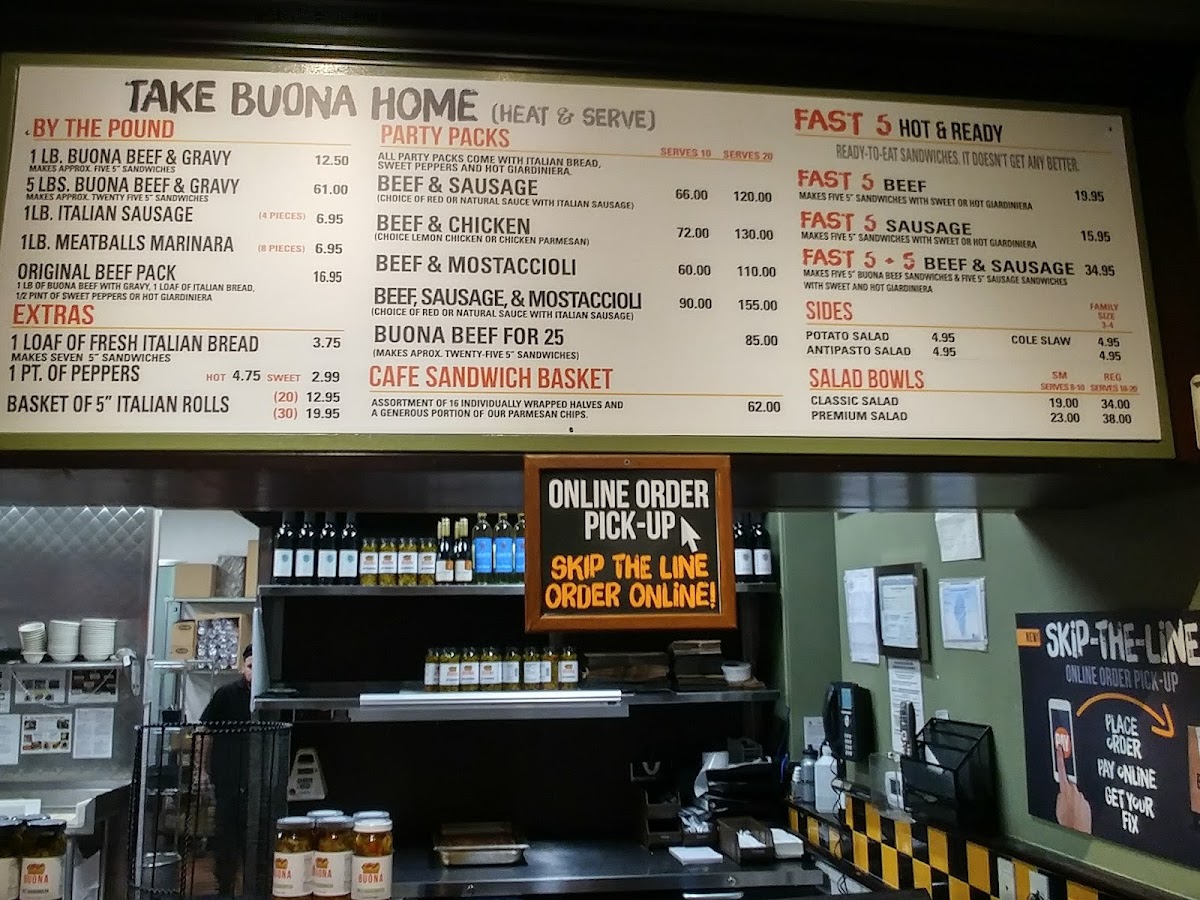 TAKE BUONA HOME (HEAT & SERVE)
BY THE POUND
1 LB. BUONA BEEF & GRAVY 12.50
MAKES APPROX. FIVE 5" SANDWICHES
5 LBS. BUONA BEEF & GRAVY 61.00
MAKES APPROX. TWENTY FIVE 5" SANDWICHES
1LB. ITALIAN SAUSAGE (4 PIECES) 6.95
1LB. MEATBALLS MARINARA (8 PIECES) 6.95
ORIGINAL BEEF PACK 16.95
1 LB OF BUONA BEEF WITH GRAVY, 1 LOAF OF ITALIAN BREAD,
1/2 PINT OF SWEET PEPPERS OR HOT GIARDINIERA
EXTRAS
1 LOAF OF FRESH ITALIAN BREAD 3.75
MAKES SEVEN 5" SANDWICHES
1 PT. OF PEPPERS HOT 4.75 SWEET 2.99
BASKET OF 5" ITALIAN ROLLS (20) 12.95
(30) 19.95
PARTY PACKS SERVES 10 SERVES 20
ALL PARTY PACKS COME WITH ITALIAN BREAD,
SWEET PEPPERS AND HOT GIARDINIERA.
BEEF & SAUSAGE 66.00 120.00
(CHOICE OF RED OR NATURAL SAUCE WITH ITALIAN SAUSAGE)
BEEF & CHICKEN 72.00 130.00
(CHOICE LEMON CHICKEN OR CHICKEN PARMESAN)
BEEF & MOSTACCIOLI 60.00 110.00
BEEF, SAUSAGE, & MOSTACCIOLI 90.00 155.00
(CHOICE OF RED OR NATURAL SAUCE WITH ITALIAN SAUSAGE)
BUONA BEEF FOR 25 85.00
(MAKES APROX. TWENTY-FIVE 5" SANDWICHES)
CAFE SANDWICH BASKET
ASSORTMENT OF 16 INDIVIDUALLY WRAPPED HALVES AND 62.00
A GENEROUS PORTION OF OUR PARMESAN CHIPS.
FAST 5 HOT & READY
READY-TO-EAT SANDWICHES. IT DOESN'T GET ANY BETTER.
FAST 5 BEEF 19.95
MAKES FIVE 5" SANDWICHES WITH SWEET OR HOT GIARDINIERA
FAST 5 SAUSAGE 15.95
MAKES FIVE 5" SANDWICHES WITH SWEET OR HOT GIARDINIERA
FAST 5 + 5 BEEF & SAUSAGE 34.95
MAKES FIVE 5" BUONA BEEF SANDWICHES & FIVE 5" SAUSAGE SANDWICHES
WITH SWEET AND HOT GIARDINIERA
SIDES FAMILY
SIZE
3-4
POTATO SALAD 4.95 COLE SLAW 4.95
ANTIPASTO SALAD 4.95 4.95
SALAD BOWLS SM REG
SERVES 8-10 SERVES 18-20
CLASSIC SALAD 19.00 34.00
PREMIUM SALAD 23.00 38.00
ONLINE ORDER
PICK-UP
SKIP THE LINE
ORDER ONLINE!
NEW!
SKIP-THE-LINE
ONLINE ORDER PICK-UP
PLACE
ORDER
PAY ONLINE
GET YOUR
FIX
BUONA
BUONA
BUONA